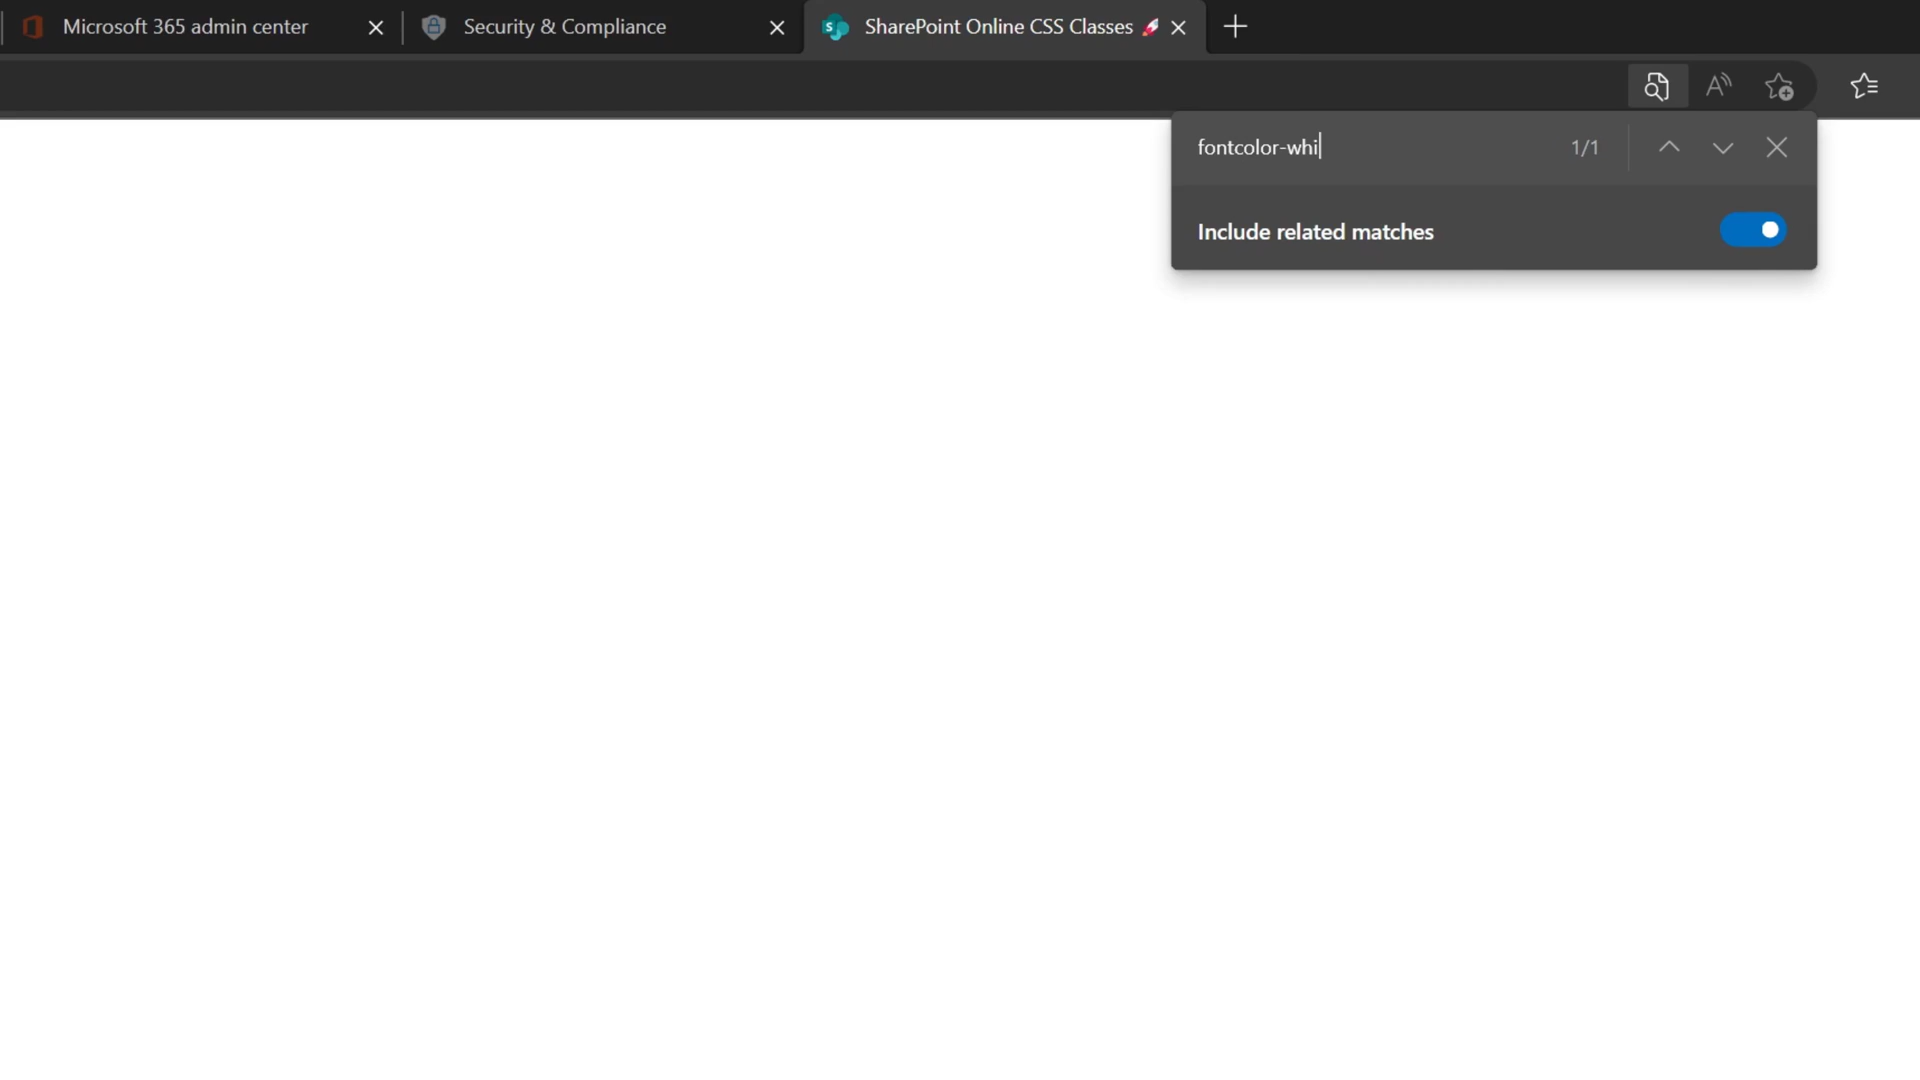 Microsoft 365 admin center
Security & Compliance
SharePoint Online CSS Classes 🚀
fontcolor-whi
1/1
Include related matches